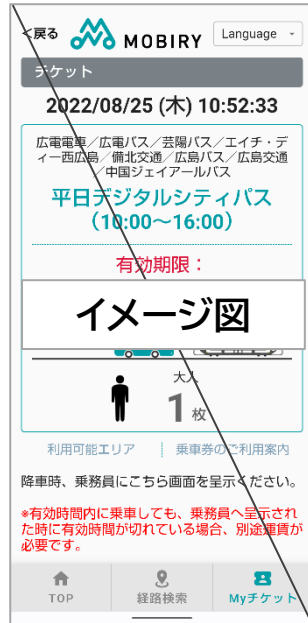 <戻る MOBIRY Language
チケット
2022/08/25 (木) 10:52:33
広電電車／広電バス／芸陽バス／エイチ・デ
ィー西広島／備北交通／広島バス／広島交通
／中国ジェイアールバス
平日デジタルシティパス
（10:00〜16:00）
有効期限：
イメージ図
大人
1枚
利用可能エリア 乗車券のご利用案内
降車時、乗務員にこちら画面を呈示ください。
*有効時間内に乗車しても、乗務員へ呈示され
た時に有効時間が切れている場合、別途運賃が
必要です。
TOP 経路検索 Myチケット